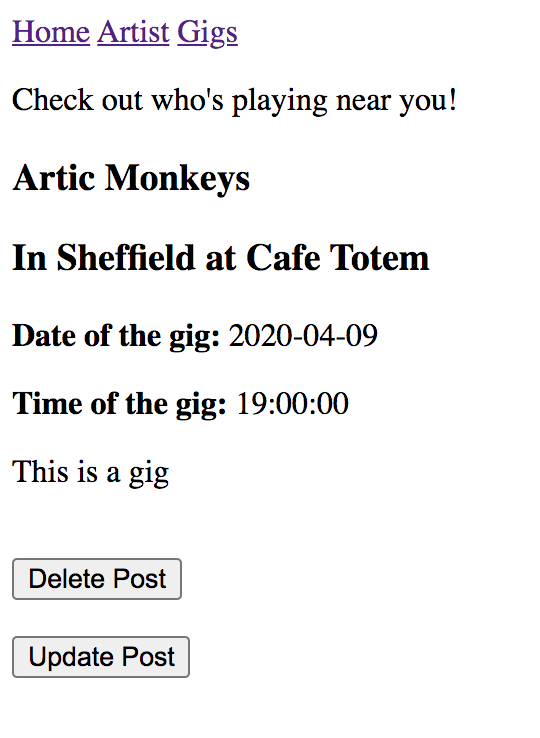 Home Artist Gigs
Check out who's playing near you!
Artic Monkeys
In Sheffield at Cafe Totem
Date of the gig: 2020-04-09
Time of the gig: 19:00:00
This is a gig
Delete Post
Update Post